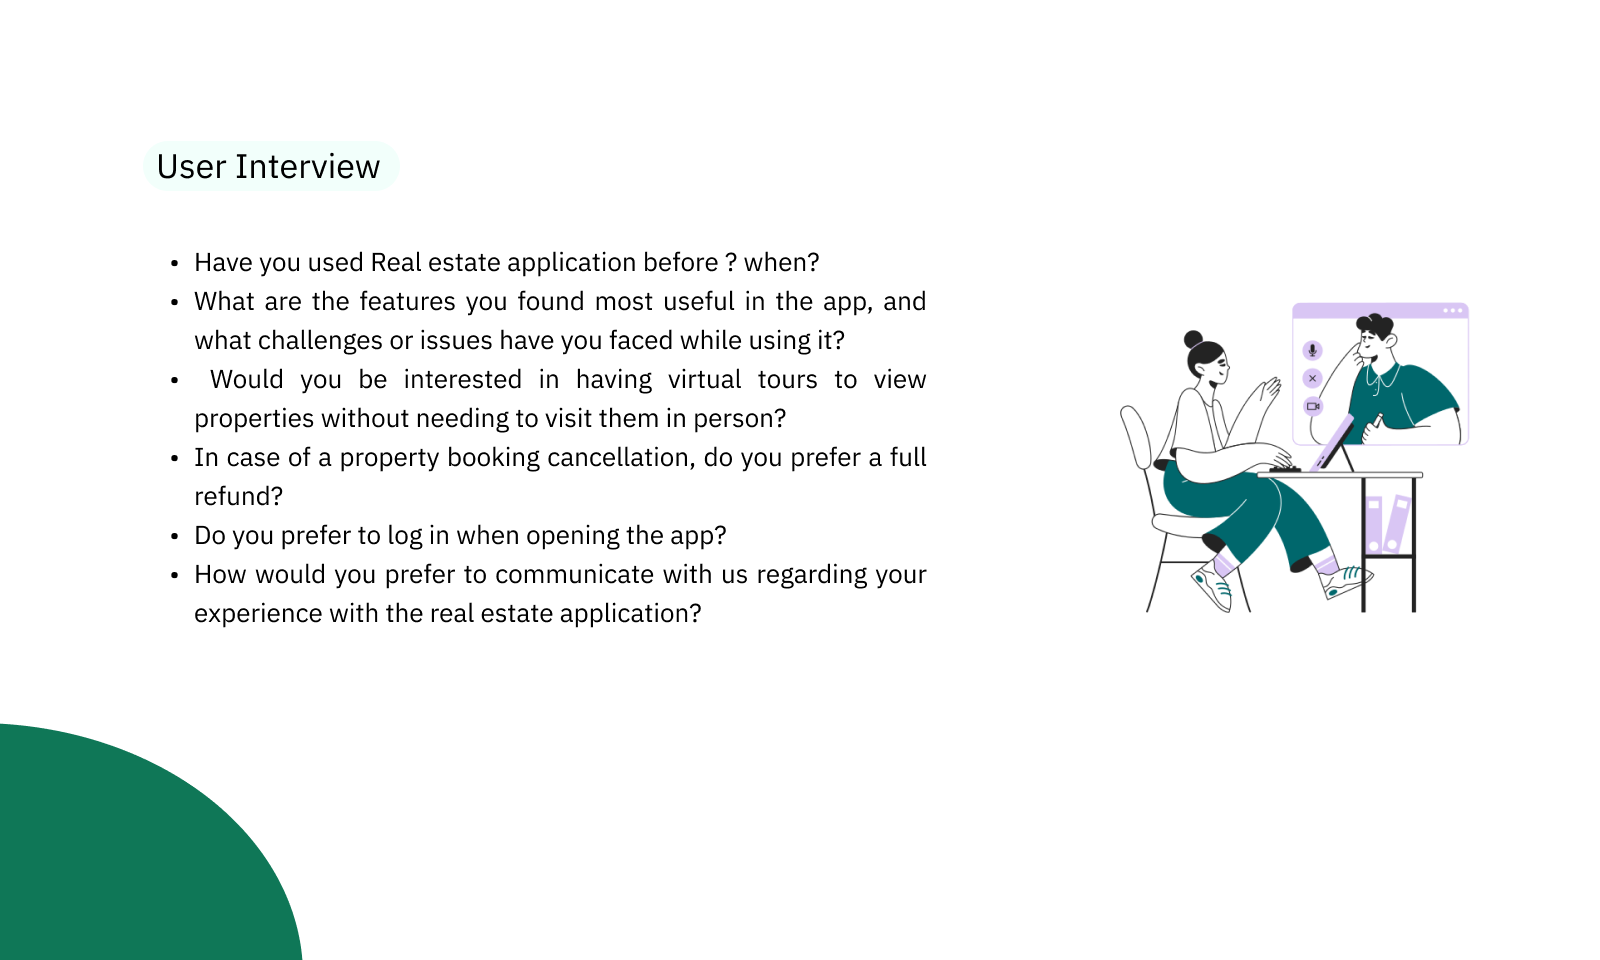 User Interview
• Have you used Real estate application before ? when?
• What are the features you found most useful in the app, and
what challenges or issues have you faced while using it?
• Would you be interested in having virtual tours to view
properties without needing to visit them in person?
• In case of a property booking cancellation, do you prefer a full
refund?
• Do you prefer to log in when opening the app?
• How would you prefer to communicate with us regarding your
experience with the real estate application?